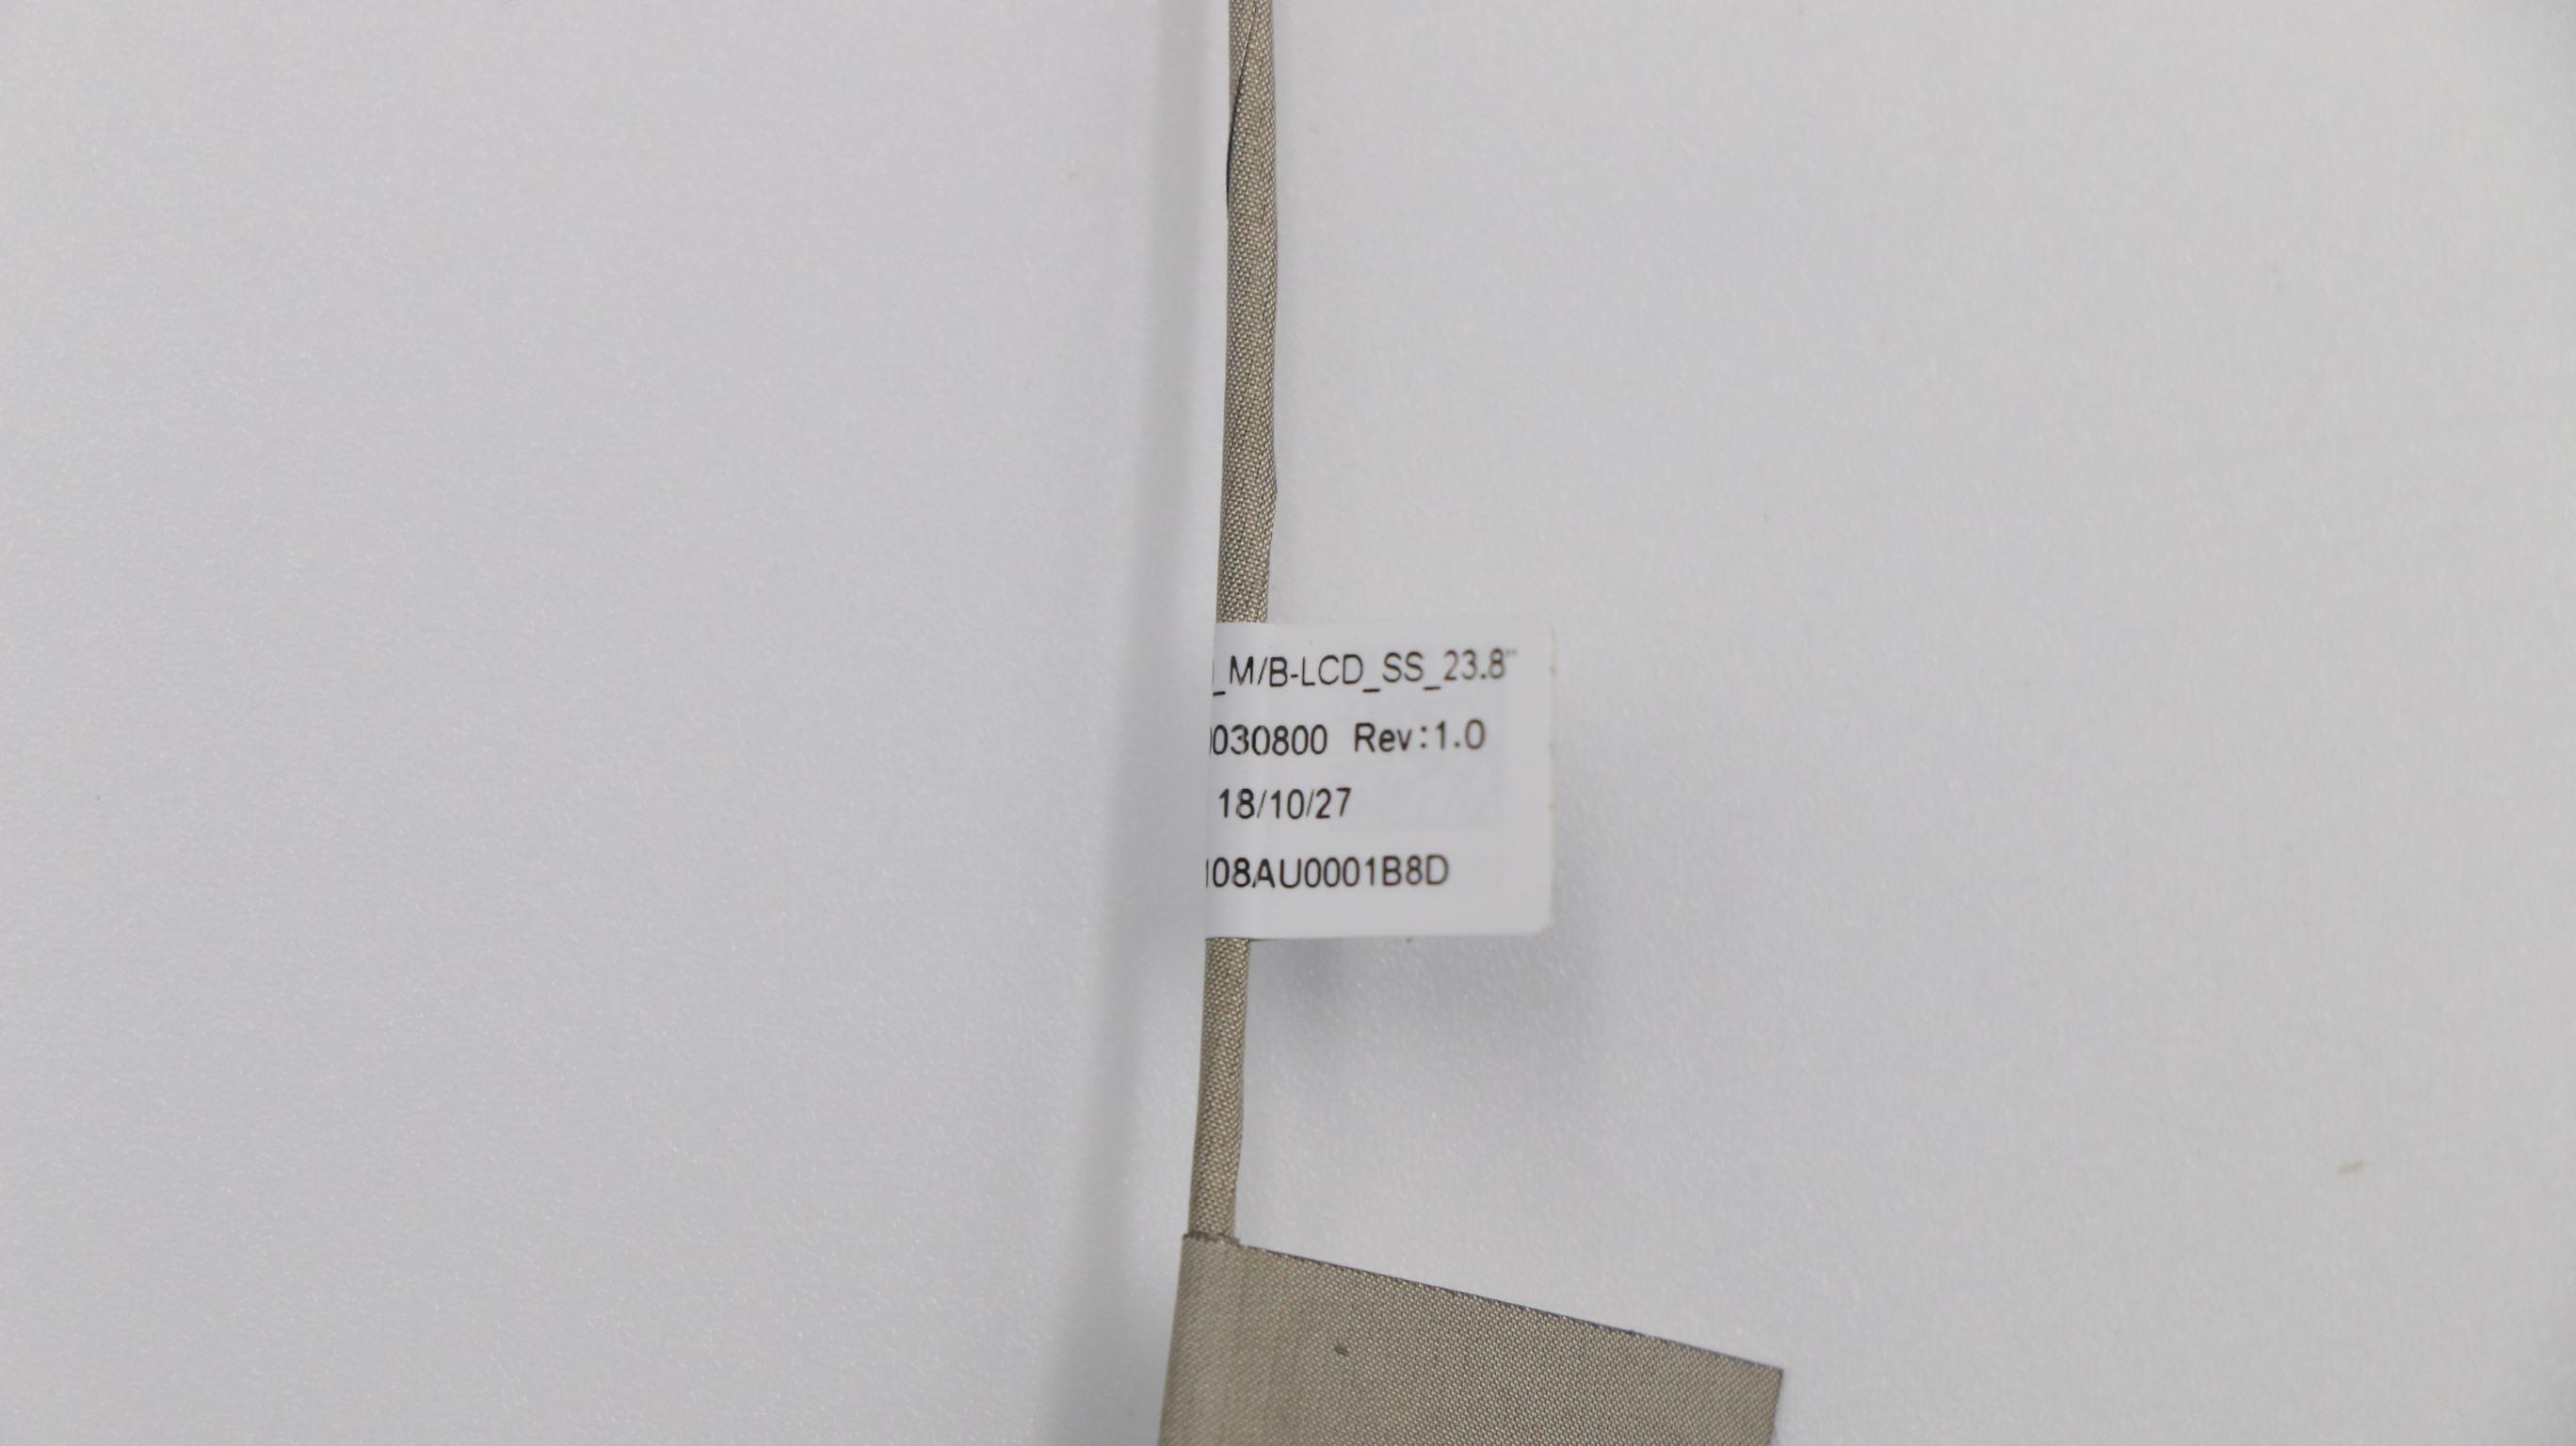 _M/B-LCD_SS_23.8"
030800 Rev:1.0
18/10/27
108AU0001B8D